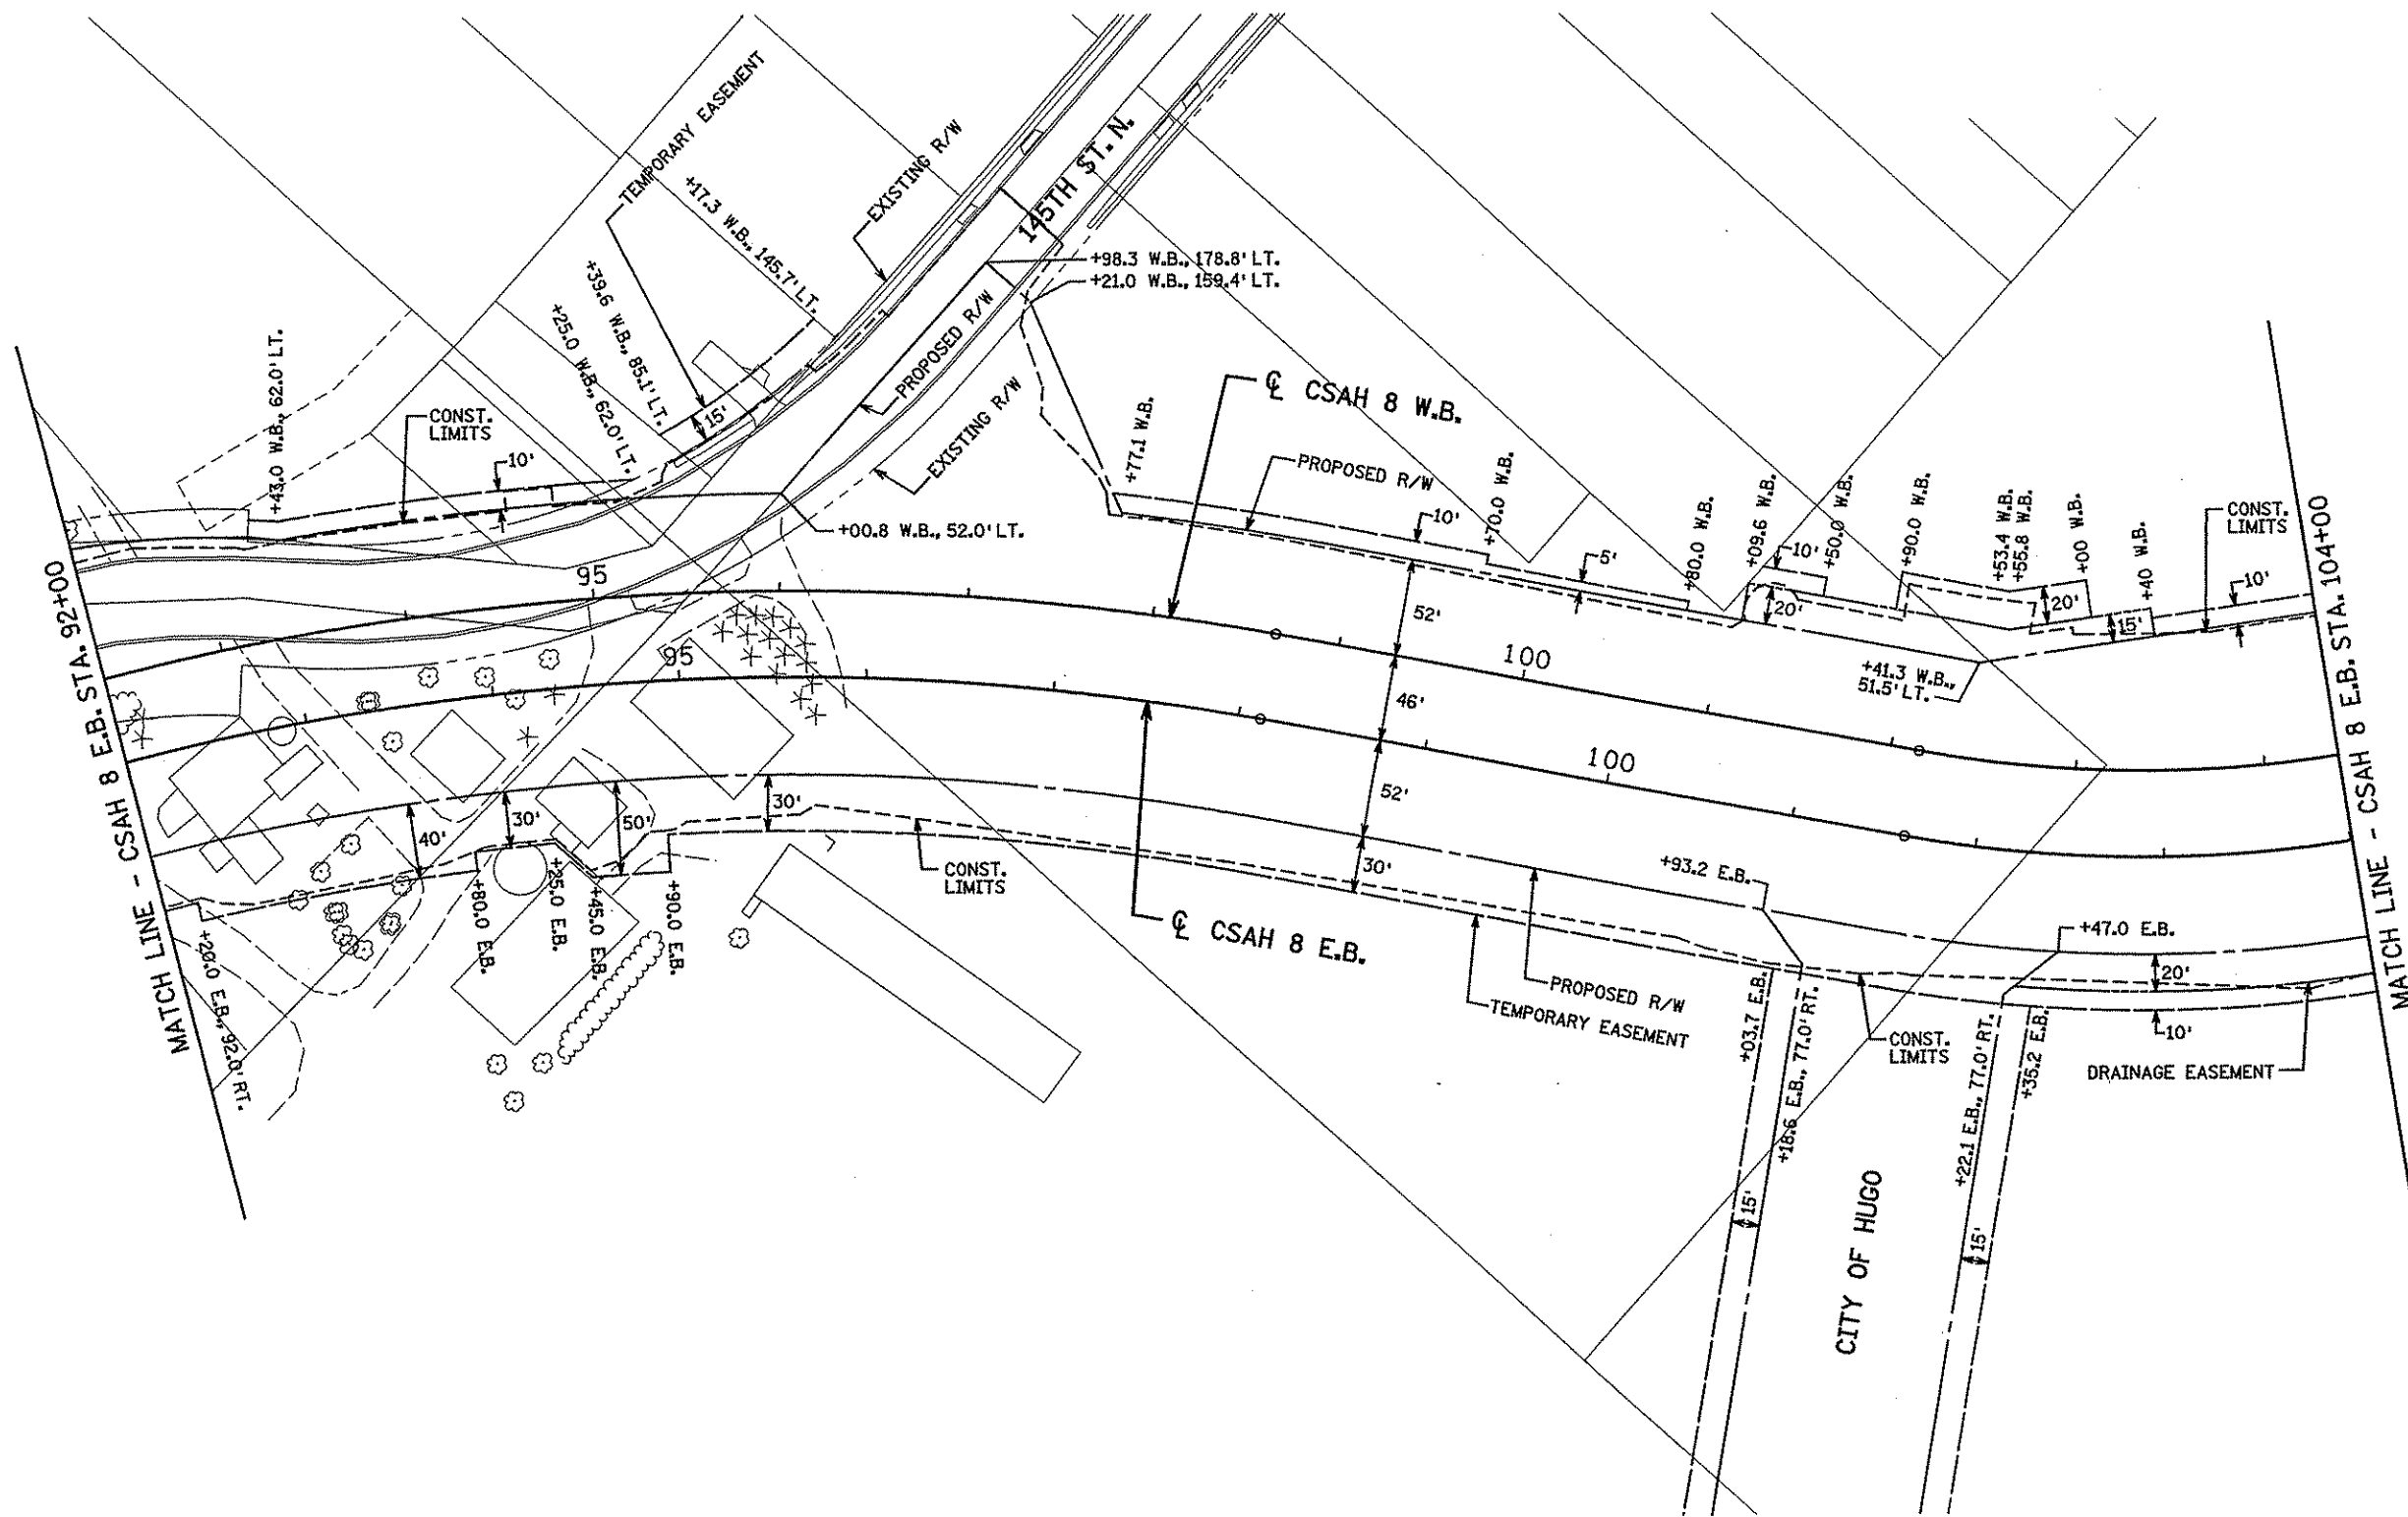 TEMPORARY EASEMENT
+17.3 W.B., 145.7' LT.
EXISTING R/W
145TH ST. N.
+98.3 W.B., 178.8' LT.
+21.0 W.B., 159.4' LT.
+39.6 W.B., 85.1' LT.
+25.0 W.B., 62.0' LT.
15'
PROPOSED R/W
EXISTING R/W
+43.0 W.B., 62.0' LT.
CONST.
LIMITS
10'
+00.8 W.B., 52.0' LT.
℄ CSAH 8 W.B.
+77.1 W.B.
PROPOSED R/W
10'
+70.0 W.B.
5'
+80.0 W.B.
+09.6 W.B.
10'
20'
+50.0 W.B.
+90.0 W.B.
+53.4 W.B.
+55.8 W.B.
20'
+00 W.B.
15'
+40 W.B.
10'
CONST.
LIMITS
+41.3 W.B.,
51.5' LT.
MATCH LINE - CSAH 8 E.B. STA. 92+00
MATCH LINE - CSAH 8 E.B. STA. 104+00
95
95
100
100
52'
46'
52'
30'
40'
30'
50'
30'
+20.0 E.B., 92.0' RT.
+80.0 E.B.
+25.0 E.B.
+45.0 E.B.
+90.0 E.B.
CONST.
LIMITS
℄ CSAH 8 E.B.
PROPOSED R/W
TEMPORARY EASEMENT
+93.2 E.B.
+47.0 E.B.
20'
10'
+03.7 E.B.
+18.6 E.B., 77.0' RT.
CONST.
LIMITS
+22.1 E.B., 77.0' RT.
+35.2 E.B.
DRAINAGE EASEMENT
15'
CITY OF HUGO
15'